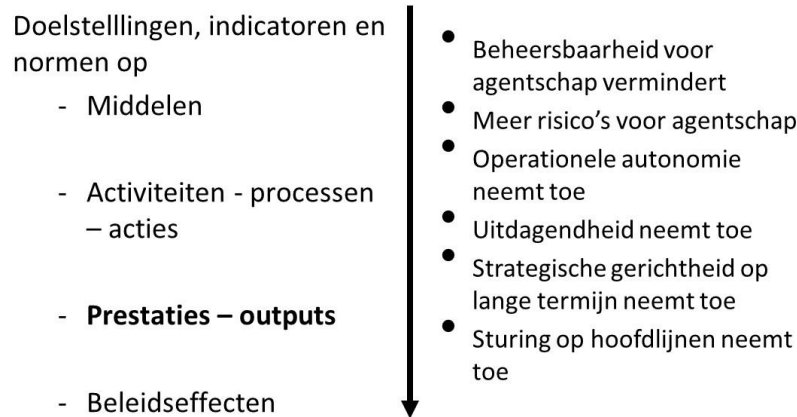 Doelstelllingen, indicatoren en
normen op
- Middelen
- Activiteiten - processen
– acties
- Prestaties – outputs
- Beleidseffecten
• Beheersbaarheid voor
agentschap vermindert
• Meer risico's voor agentschap
• Operationele autonomie
neemt toe
• Uitdagendheid neemt toe
• Strategische gerichtheid op
lange termijn neemt toe
• Sturing op hoofdlijnen neemt
toe